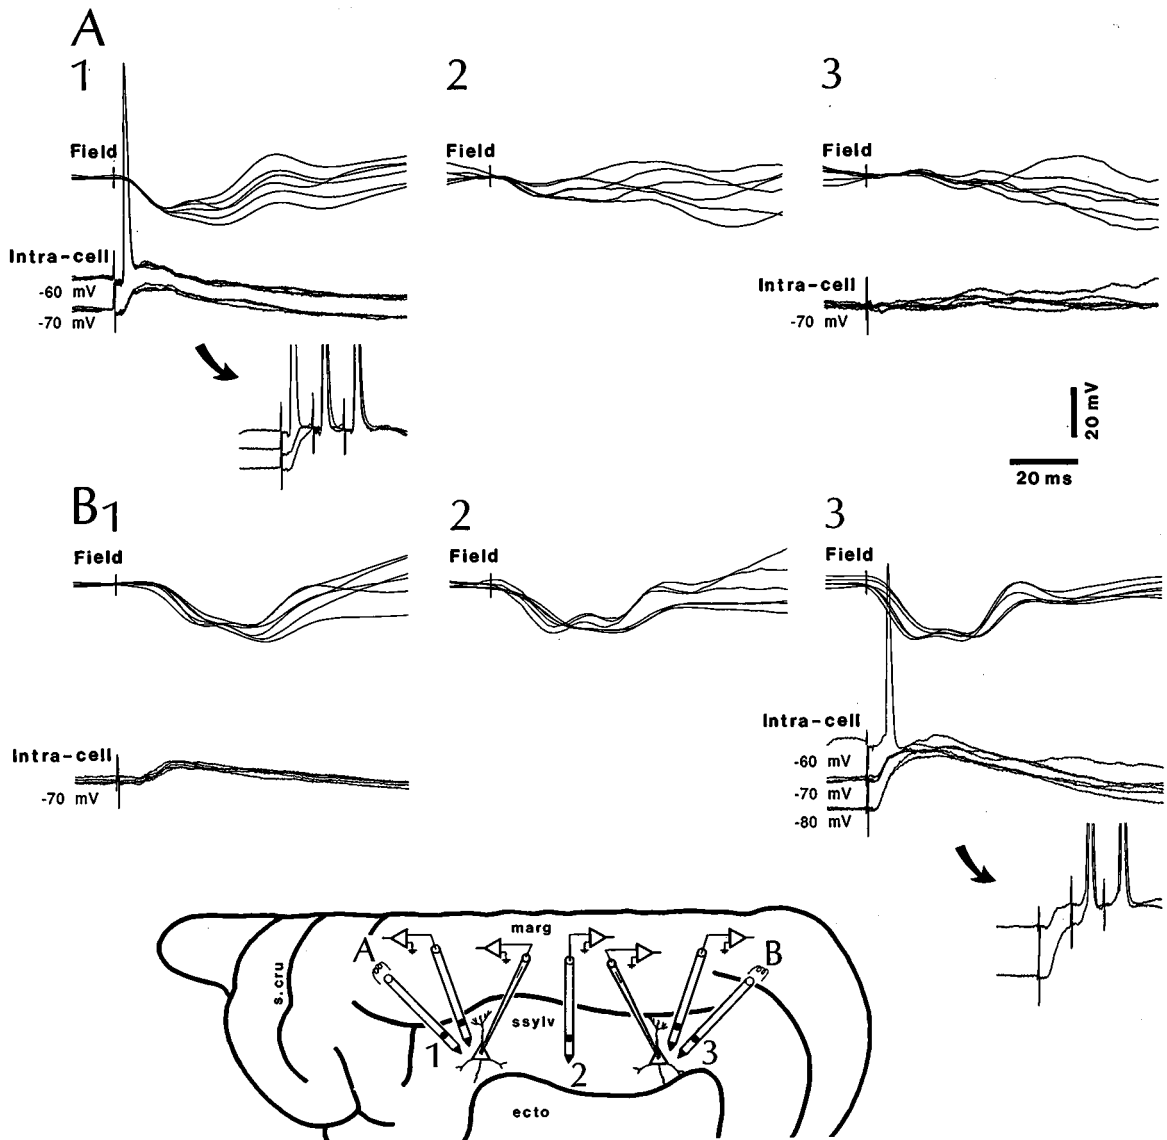 A
1
2
3
Field
Field
Field
Intra-cell
-60 mV
-70 mV
Intra-cell
-70 mV
20 mV
20 ms
B1
2
3
Field
Field
Field
Intra-cell
-70 mV
Intra-cell
-60 mV
-70 mV
-80 mV
marg
A
B
s.cru
ssylv
1
2
3
ecto